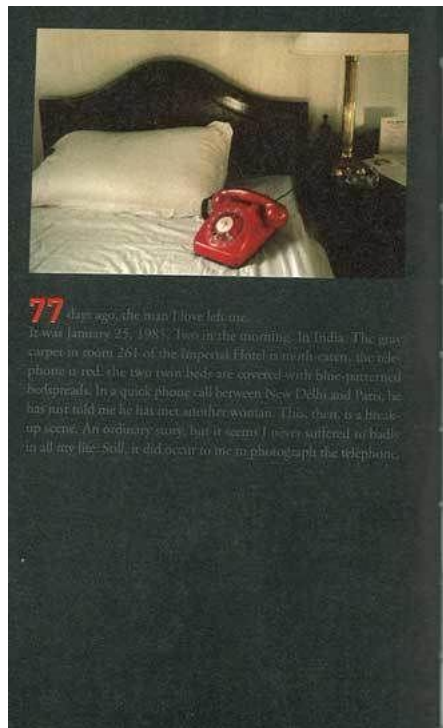 77 days ago, the man I love left me.
It was January 25, 1985. Two in the morning. In India. The gray
carpet in room 261 of the Imperial Hotel is moth-eaten, the tele-
phone is red, the two twin beds are covered with blue-patterned
bedspreads. In a quick phone call between New Delhi and Paris, he
has just told me he has met another woman. This, then, is a break-
up scene. An ordinary story, but it seems I never suffered so badly
in all my life. Still, it did occur to me to photograph the telephone.